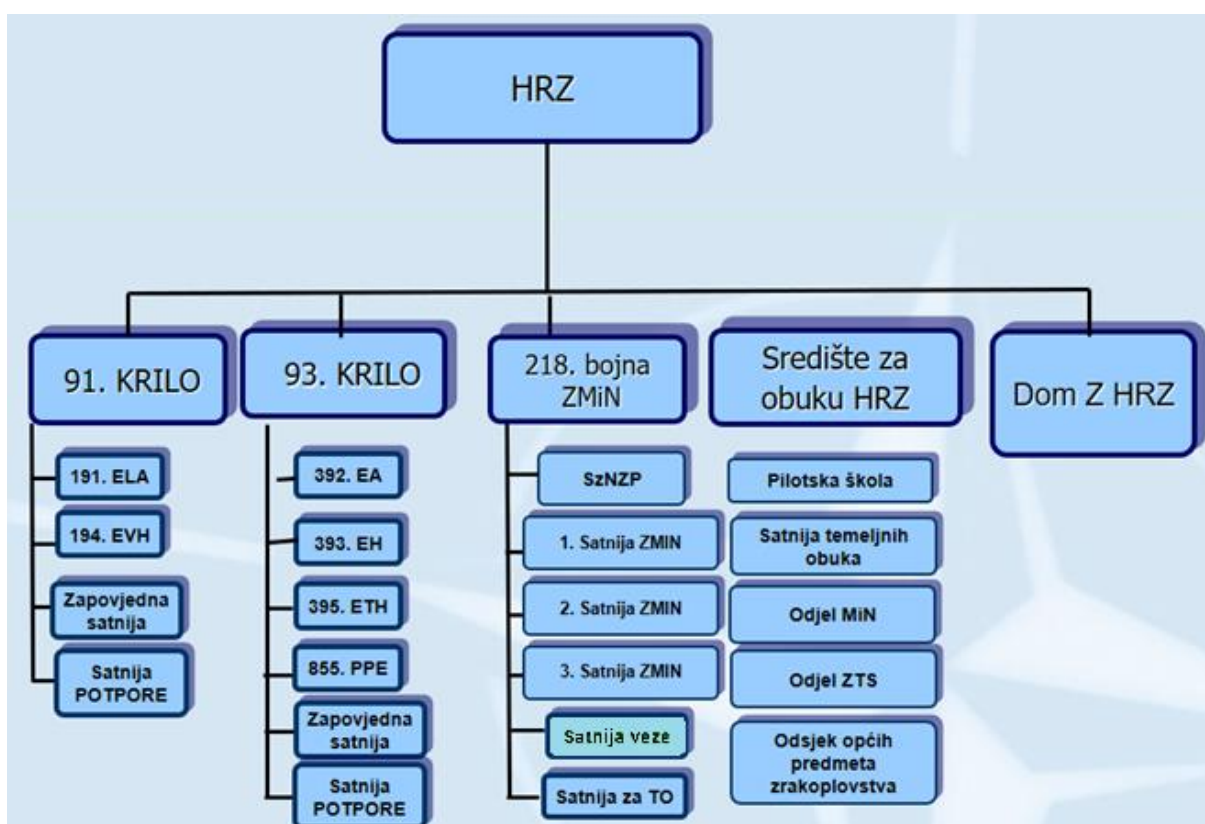 HRZ
91. KRILO
191. ELA
194. EVH
Zapovjedna
satnija
Satnija
POTPORE
93. KRILO
392. EA
393. EH
395. ETH
855. PPE
Zapovjedna
satnija
Satnija
POTPORE
218. bojna
ZMiN
SzNZP
1. Satnija ZMIN
2. Satnija ZMIN
3. Satnija ZMIN
Satnija veze
Satnija za TO
Središte za
obuku HRZ
Pilotska škola
Satnija temeljnih
obuka
Odjel MiN
Odjel ZTS
Odsjek općih
predmeta
zrakoplovstva
Dom Z HRZ